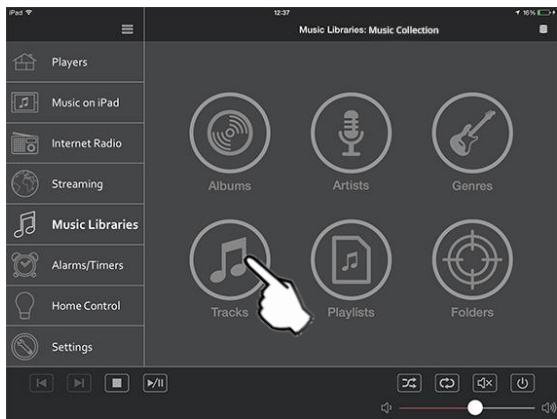 iPad
12:37
16%
Music Libraries: Music Collection
Players
Music on iPad
Internet Radio
Streaming
Music Libraries
Alarms/Timers
Home Control
Settings
Albums
Artists
Genres
Tracks
Playlists
Folders